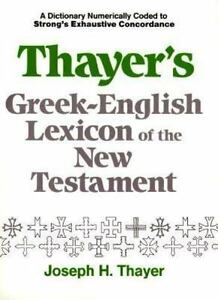 A Dictionary Numerically Coded to
Strong's Exhaustive Concordance
Thayer's
Greek-English
Lexicon of the
New
Testament
Joseph H. Thayer